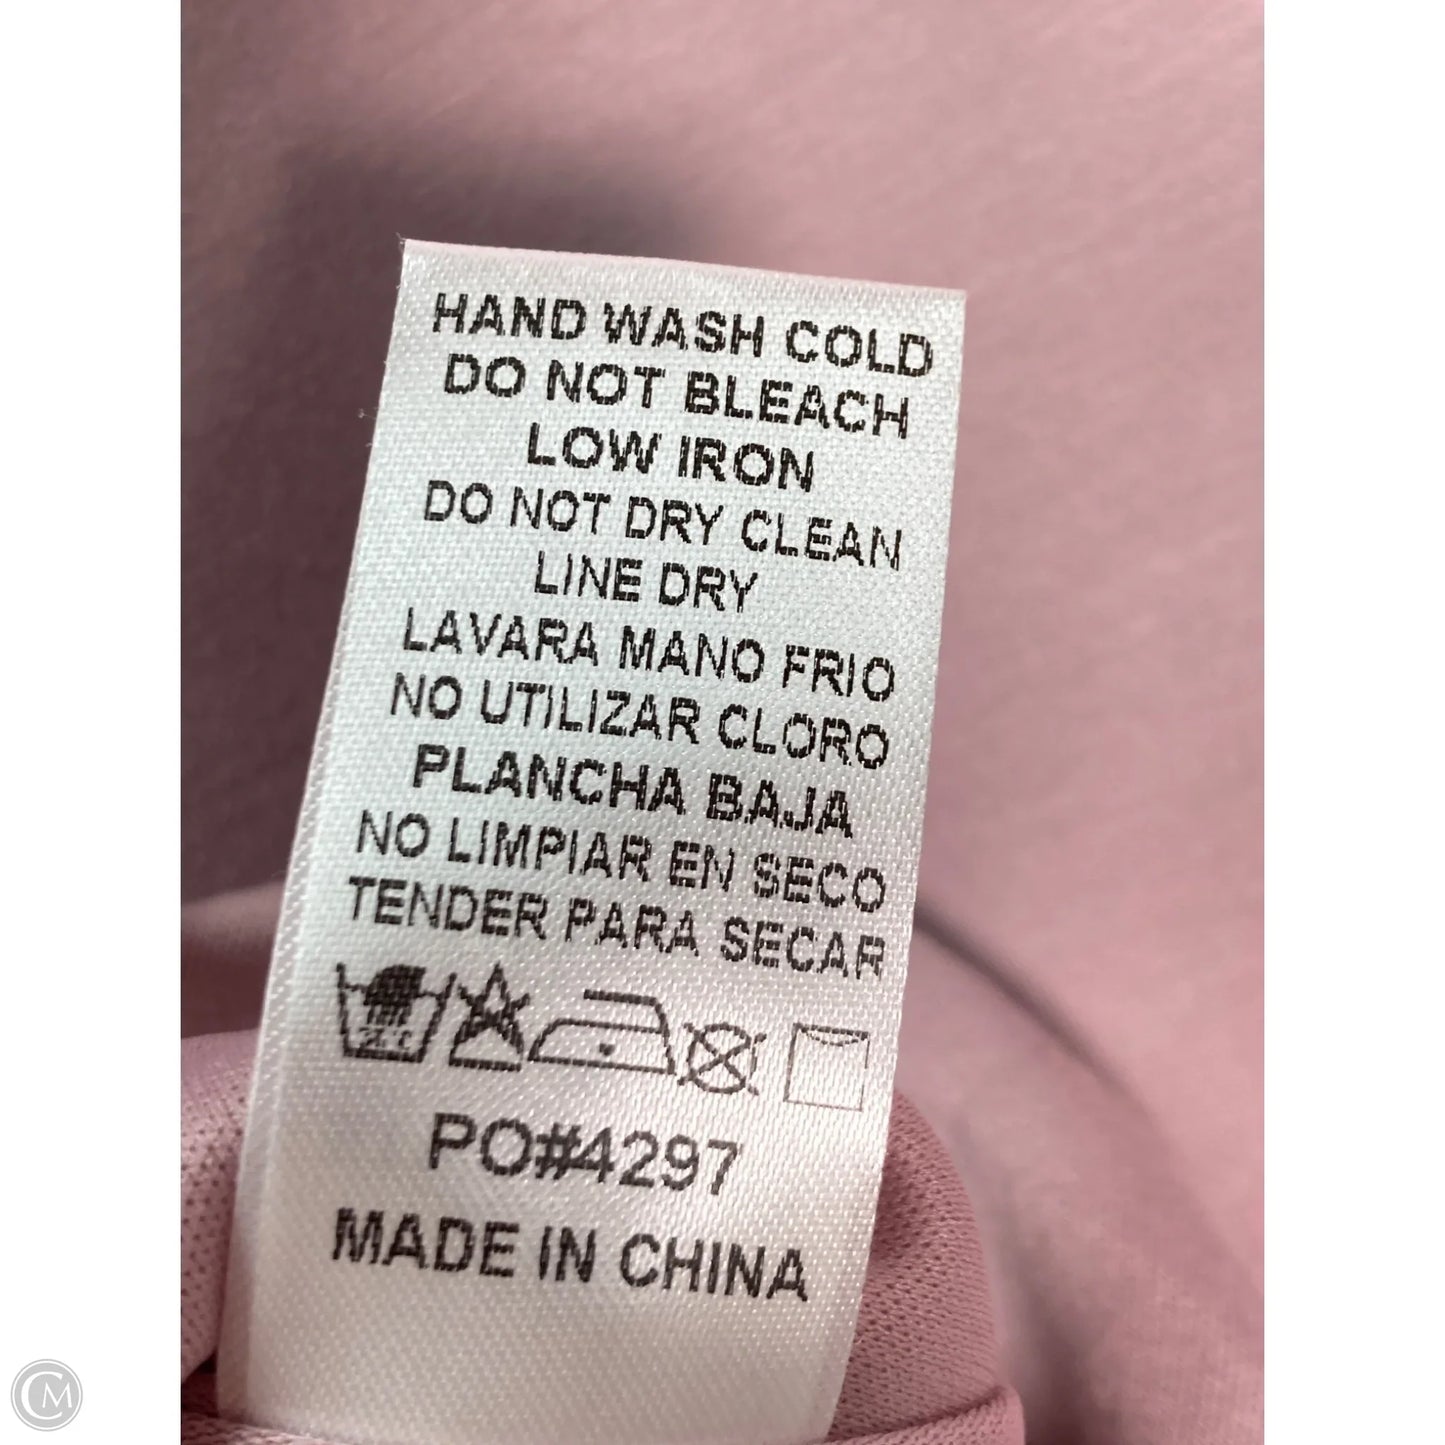 HAND WASH COLD
DO NOT BLEACH
LOW IRON
DO NOT DRY CLEAN
LINE DRY
LAVARA MANO FRIO
NO UTILIZAR CLORO
PLANCHA BAJA
NO LIMPIAR EN SECO
TENDER PARA SECAR
PO#4297
MADE IN CHINA
CM